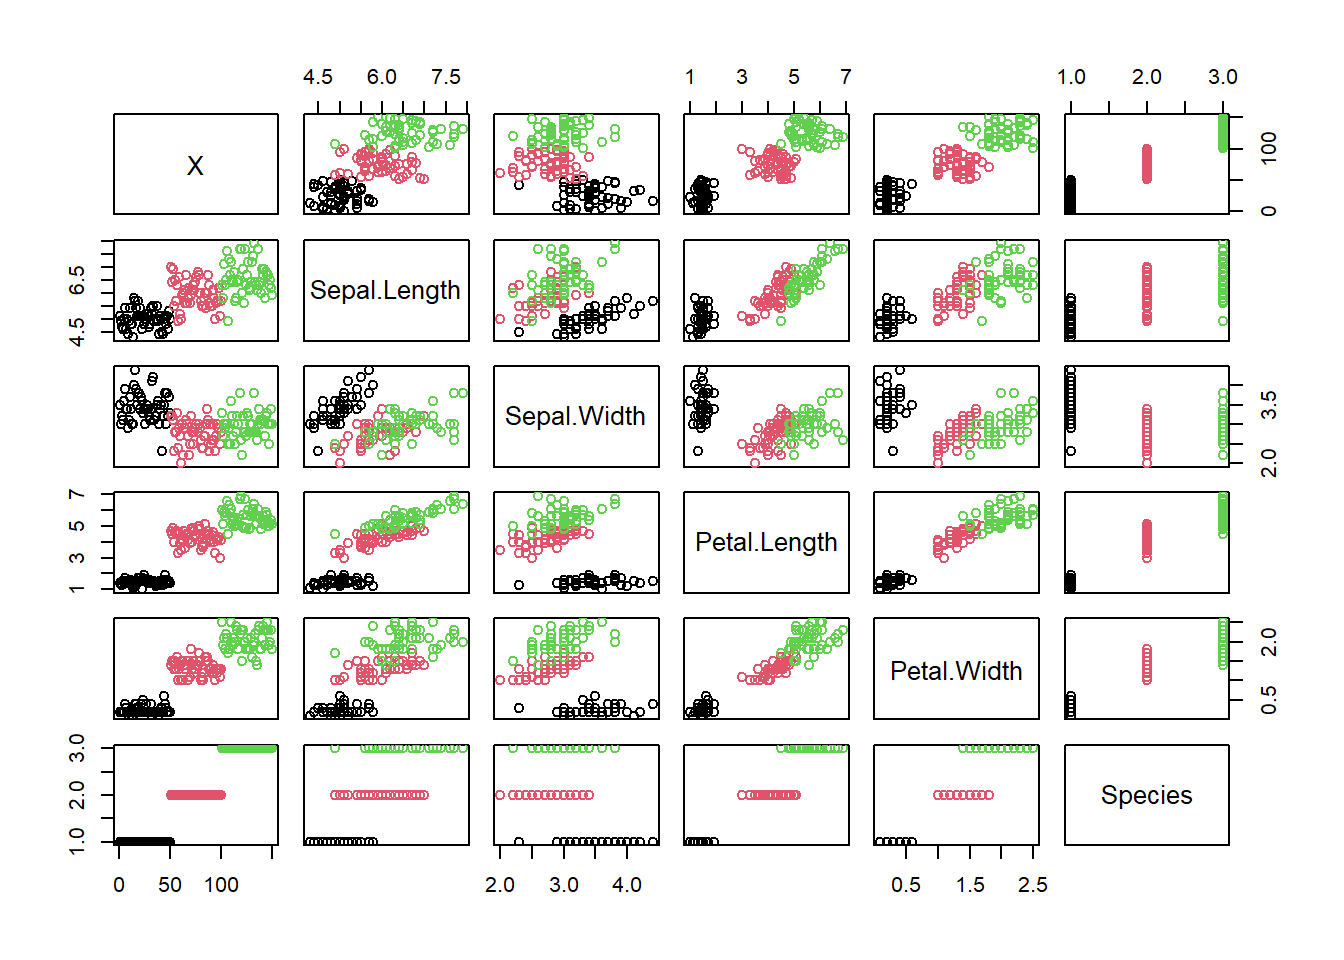 4.5 6.0 7.5 1 3 5 7 1.0 2.0 3.0
X 0 100
4.5 6.5 Sepal.Length
Sepal.Width 2.0 3.5
1 3 5 7 Petal.Length
Petal.Width 0.5 2.0
1.0 2.0 3.0 Species
0 50 100 2.0 3.0 4.0 0.5 1.5 2.5